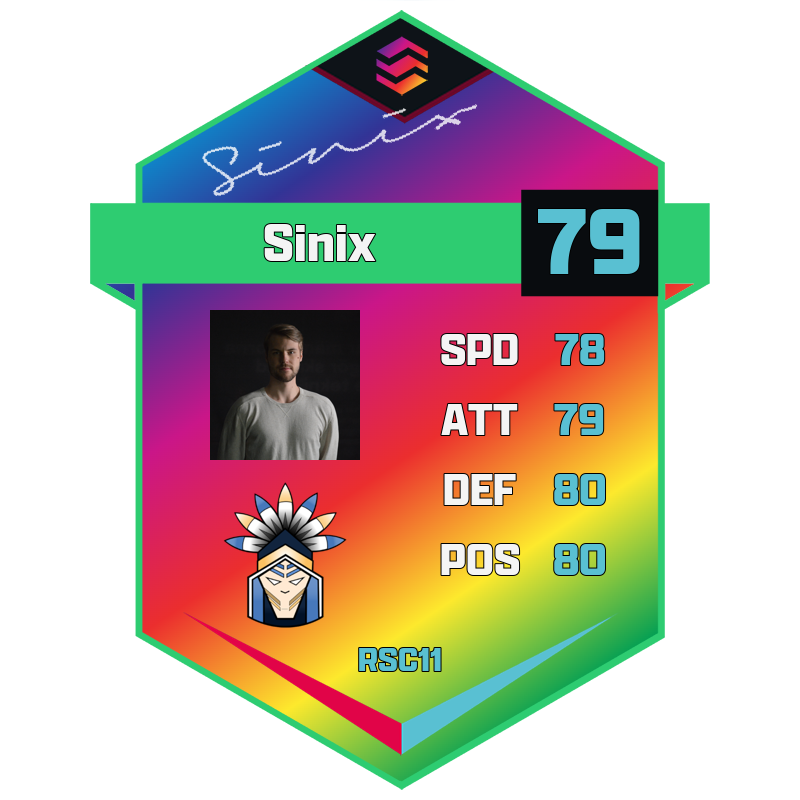 Sinix
Sinix
79
SPD 78
ATT 79
DEF 80
POS 80
RSC11